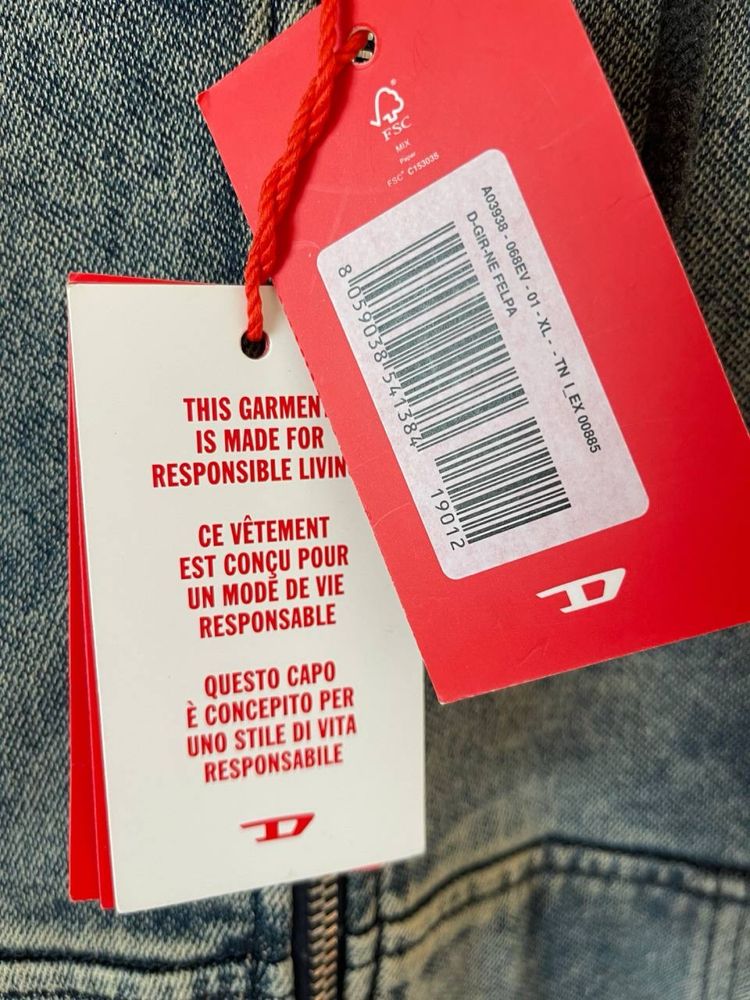 FSC
MIX
Paper
FSC® C153035
A03938 - 068EV - 01 - XL - - TN I_EX 00885
D-GIR-NE FELPA
8 059038 541384
19012
THIS GARMENT
IS MADE FOR
RESPONSIBLE LIVIN
CE VÊTEMENT
EST CONÇU POUR
UN MODE DE VIE
RESPONSABLE
QUESTO CAPO
È CONCEPITO PER
UNO STILE DI VITA
RESPONSABILE